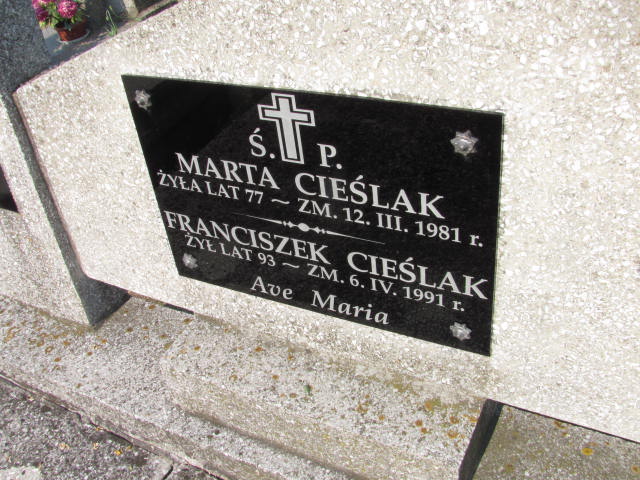 Ś. P.
MARTA CIEŚLAK
ŻYŁA LAT 77 ~ ZM. 12. III. 1981 r.
FRANCISZEK CIEŚLAK
ŻYŁ LAT 93 ~ ZM. 6. IV. 1991 r.
Ave Maria